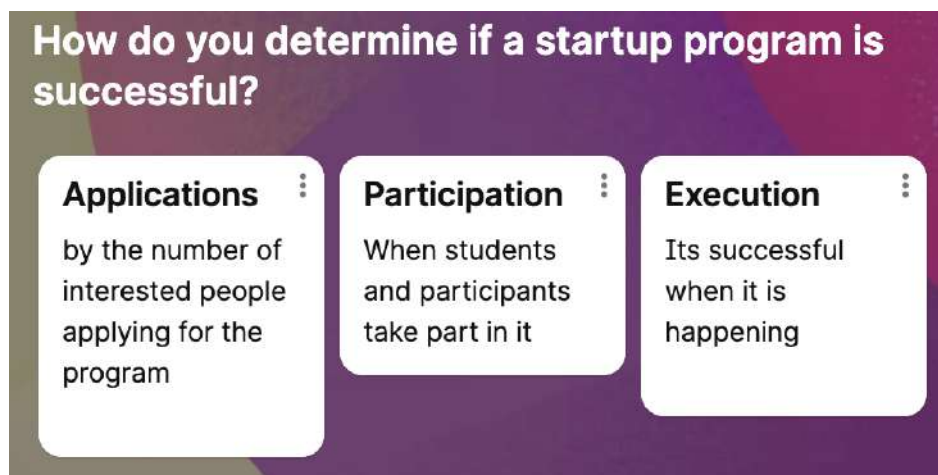 How do you determine if a startup program is
successful?
Applications
by the number of
interested people
applying for the
program
Participation
When students
and participants
take part in it
Execution
Its successful
when it is
happening